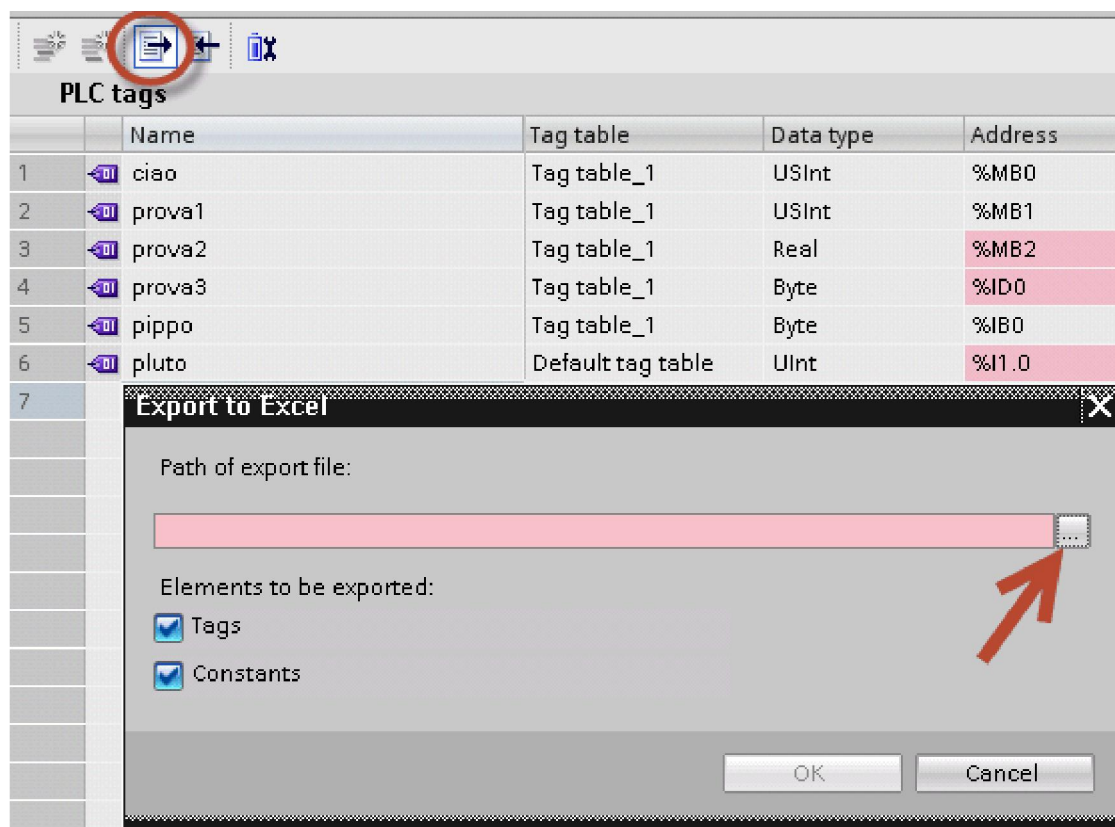 PLC tags
Name Tag table Data type Address
1 ciao Tag table_1 USInt %MB0
2 prova1 Tag table_1 USInt %MB1
3 prova2 Tag table_1 Real %MB2
4 prova3 Tag table_1 Byte %ID0
5 pippo Tag table_1 Byte %IB0
6 pluto Default tag table UInt %I1.0
7
Export to Excel
Path of export file:
...
Elements to be exported:
Tags
Constants
OK Cancel